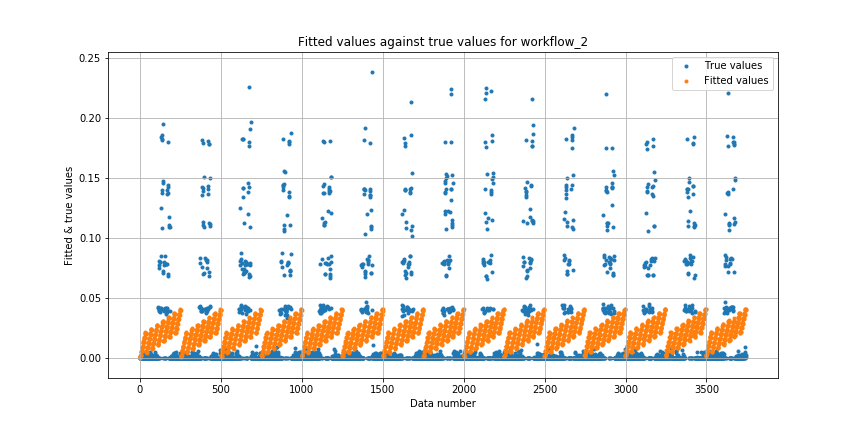 Fitted values against true values for workflow_2
0.25
0.20
0.15
0.10
0.05
0.00
Fitted & true values
True values
Fitted values
0 500 1000 1500 2000 2500 3000 3500
Data number